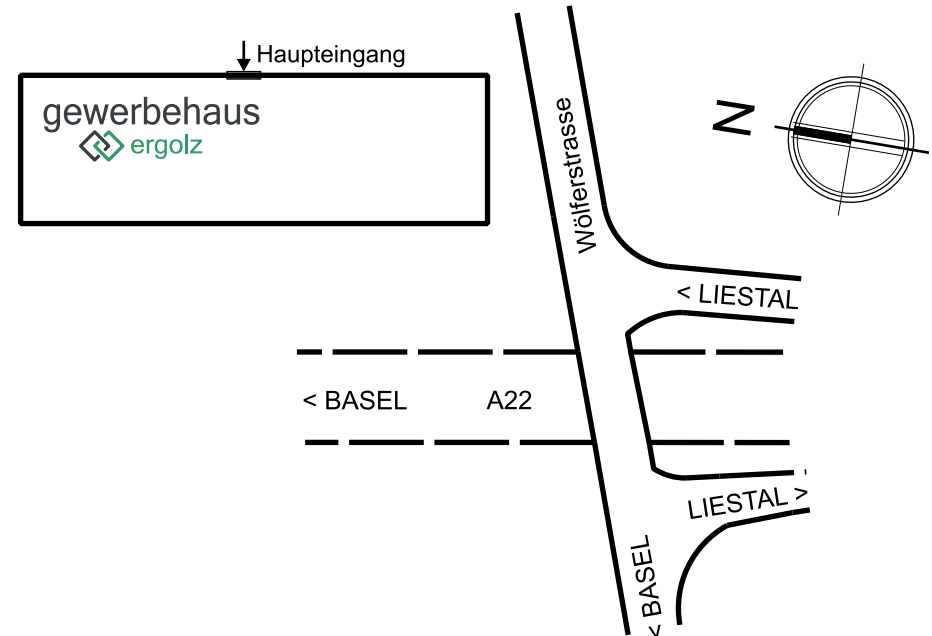 Haupteingang
gewerbehaus
ergolz
Wölferstrasse
N
< LIESTAL
< BASEL A22
LIESTAL >
< BASEL